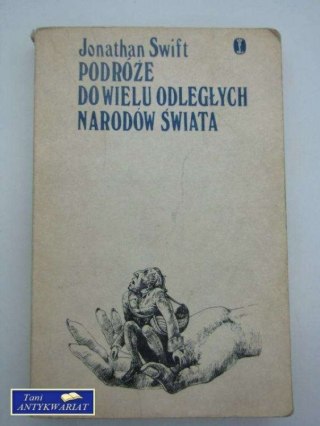 Jonathan Swift
PODRÓŻE
DO WIELU ODLEGŁYCH
NARODÓW ŚWIATA
Tani
ANTYKWARIAT